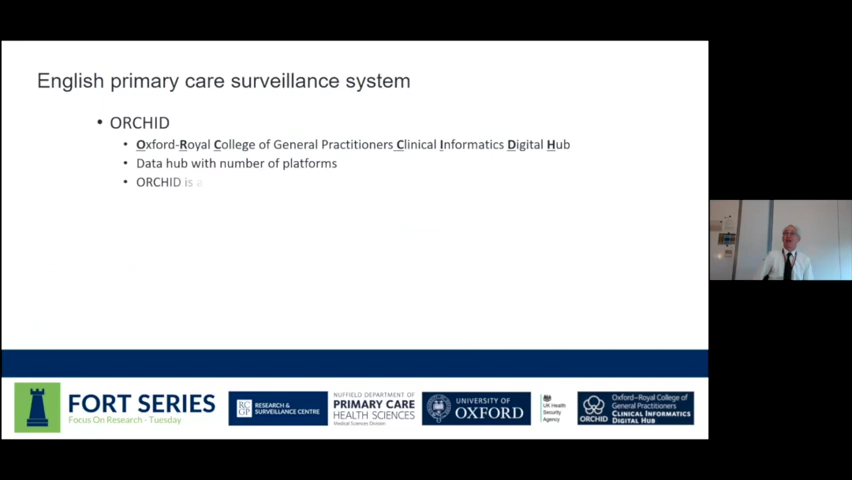 English primary care surveillance system
• ORCHID
• Oxford-Royal College of General Practitioners Clinical Informatics Digital Hub
• Data hub with number of platforms
• ORCHID is a
FORT SERIES
Focus On Research - Tuesday
RC
GP
RESEARCH &
SURVEILLANCE CENTRE
NUFFIELD DEPARTMENT OF
PRIMARY CARE
HEALTH SCIENCES
Medical Sciences Division
UNIVERSITY OF
OXFORD
UK Health
Security
Agency
ORCHID
Oxford-Royal College of
General Practitioners
CLINICAL INFORMATICS
DIGITAL HUB